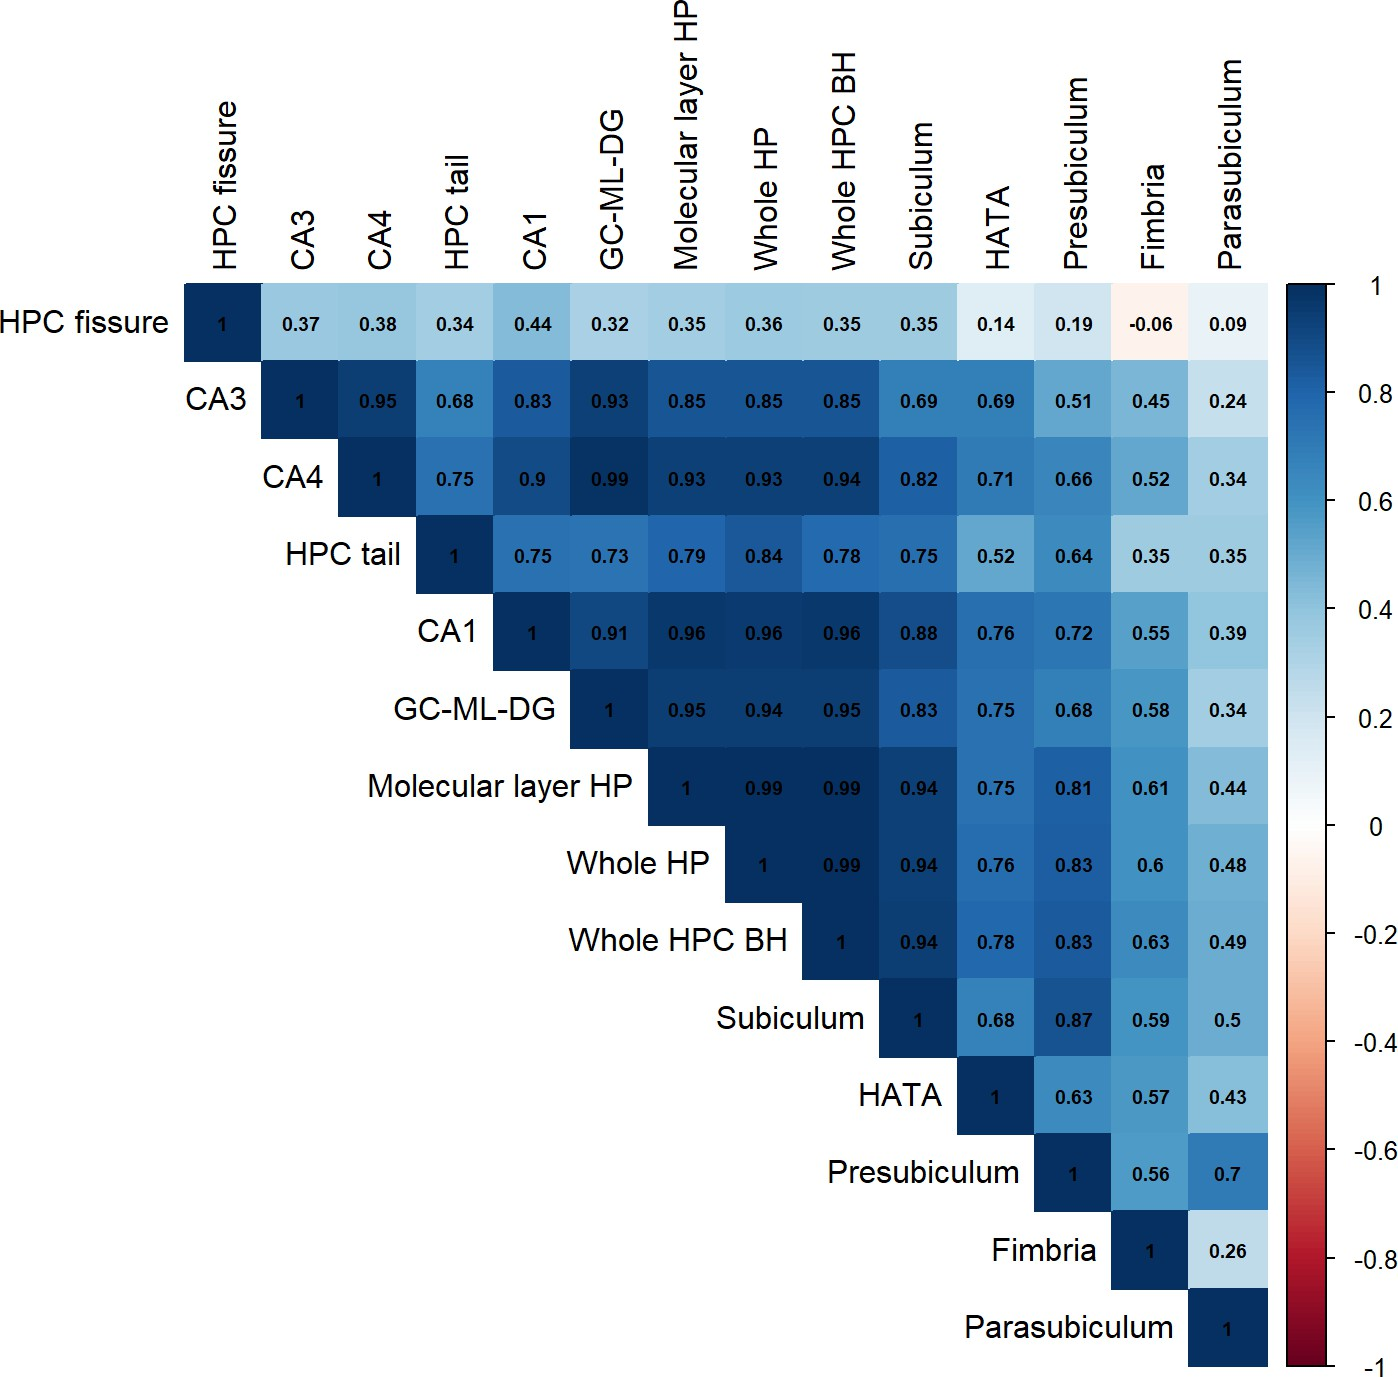 HPC fissure
CA3
CA4
HPC tail
CA1
GC-ML-DG
Molecular layer HP
Whole HP
Whole HPC BH
Subiculum
HATA
Presubiculum
Fimbria
Parasubiculum
HPC fissure 1 0.37 0.38 0.34 0.44 0.32 0.35 0.36 0.35 0.35 0.14 0.19 -0.06 0.09
CA3 1 0.95 0.68 0.83 0.93 0.85 0.85 0.85 0.69 0.69 0.51 0.45 0.24
CA4 1 0.75 0.9 0.99 0.93 0.93 0.94 0.82 0.71 0.66 0.52 0.34
HPC tail 1 0.75 0.73 0.79 0.84 0.78 0.75 0.52 0.64 0.35 0.35
CA1 1 0.91 0.96 0.96 0.96 0.88 0.76 0.72 0.55 0.39
GC-ML-DG 1 0.95 0.94 0.95 0.83 0.75 0.68 0.58 0.34
Molecular layer HP 1 0.99 0.99 0.94 0.75 0.81 0.61 0.44
Whole HP 1 0.99 0.94 0.76 0.83 0.6 0.48
Whole HPC BH 1 0.94 0.78 0.83 0.63 0.49
Subiculum 1 0.68 0.87 0.59 0.5
HATA 1 0.63 0.57 0.43
Presubiculum 1 0.56 0.7
Fimbria 1 0.26
Parasubiculum 1
1
0.8
0.6
0.4
0.2
0
-0.2
-0.4
-0.6
-0.8
-1